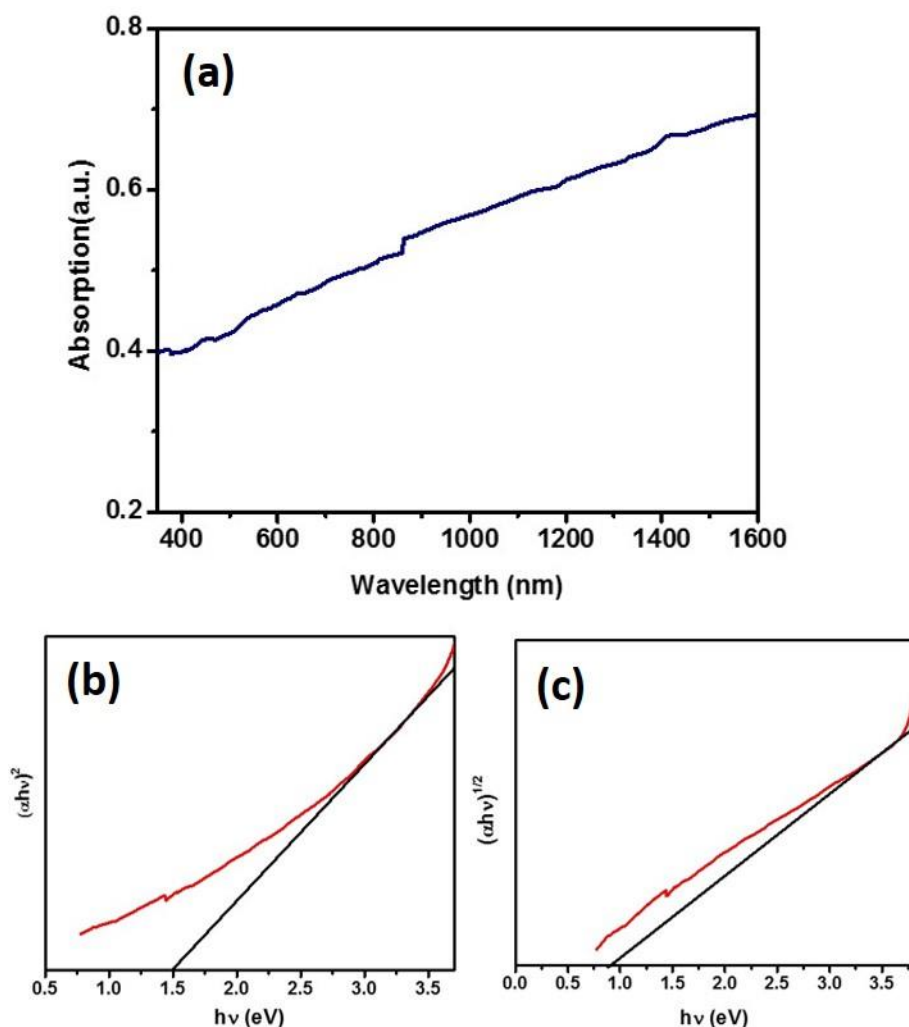 (a)
Absorption(a.u.)
0.8
0.6
0.4
0.2
400 600 800 1000 1200 1400 1600
Wavelength (nm)
(b)
(αhν)²
0.5 1.0 1.5 2.0 2.5 3.0 3.5
hν (eV)
(c)
(αhν)^1/2
0.0 0.5 1.0 1.5 2.0 2.5 3.0 3.5
hν (eV)